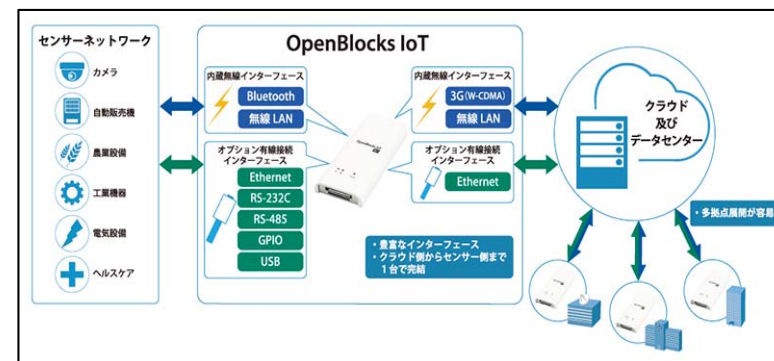 センサーネットワーク
カメラ
自動販売機
農業設備
工業機器
電気設備
ヘルスケア
OpenBlocks IoT
内蔵無線インターフェース
Bluetooth
無線 LAN
オプション有線接続
インターフェース
Ethernet
RS-232C
RS-485
GPIO
USB
内蔵無線インターフェース
3G(W-CDMA)
無線 LAN
オプション有線接続
インターフェース
Ethernet
・豊富なインターフェース
・クラウド側からセンサー側まで
1台で完結
クラウド
及び
データセンター
・多拠点展開が容易